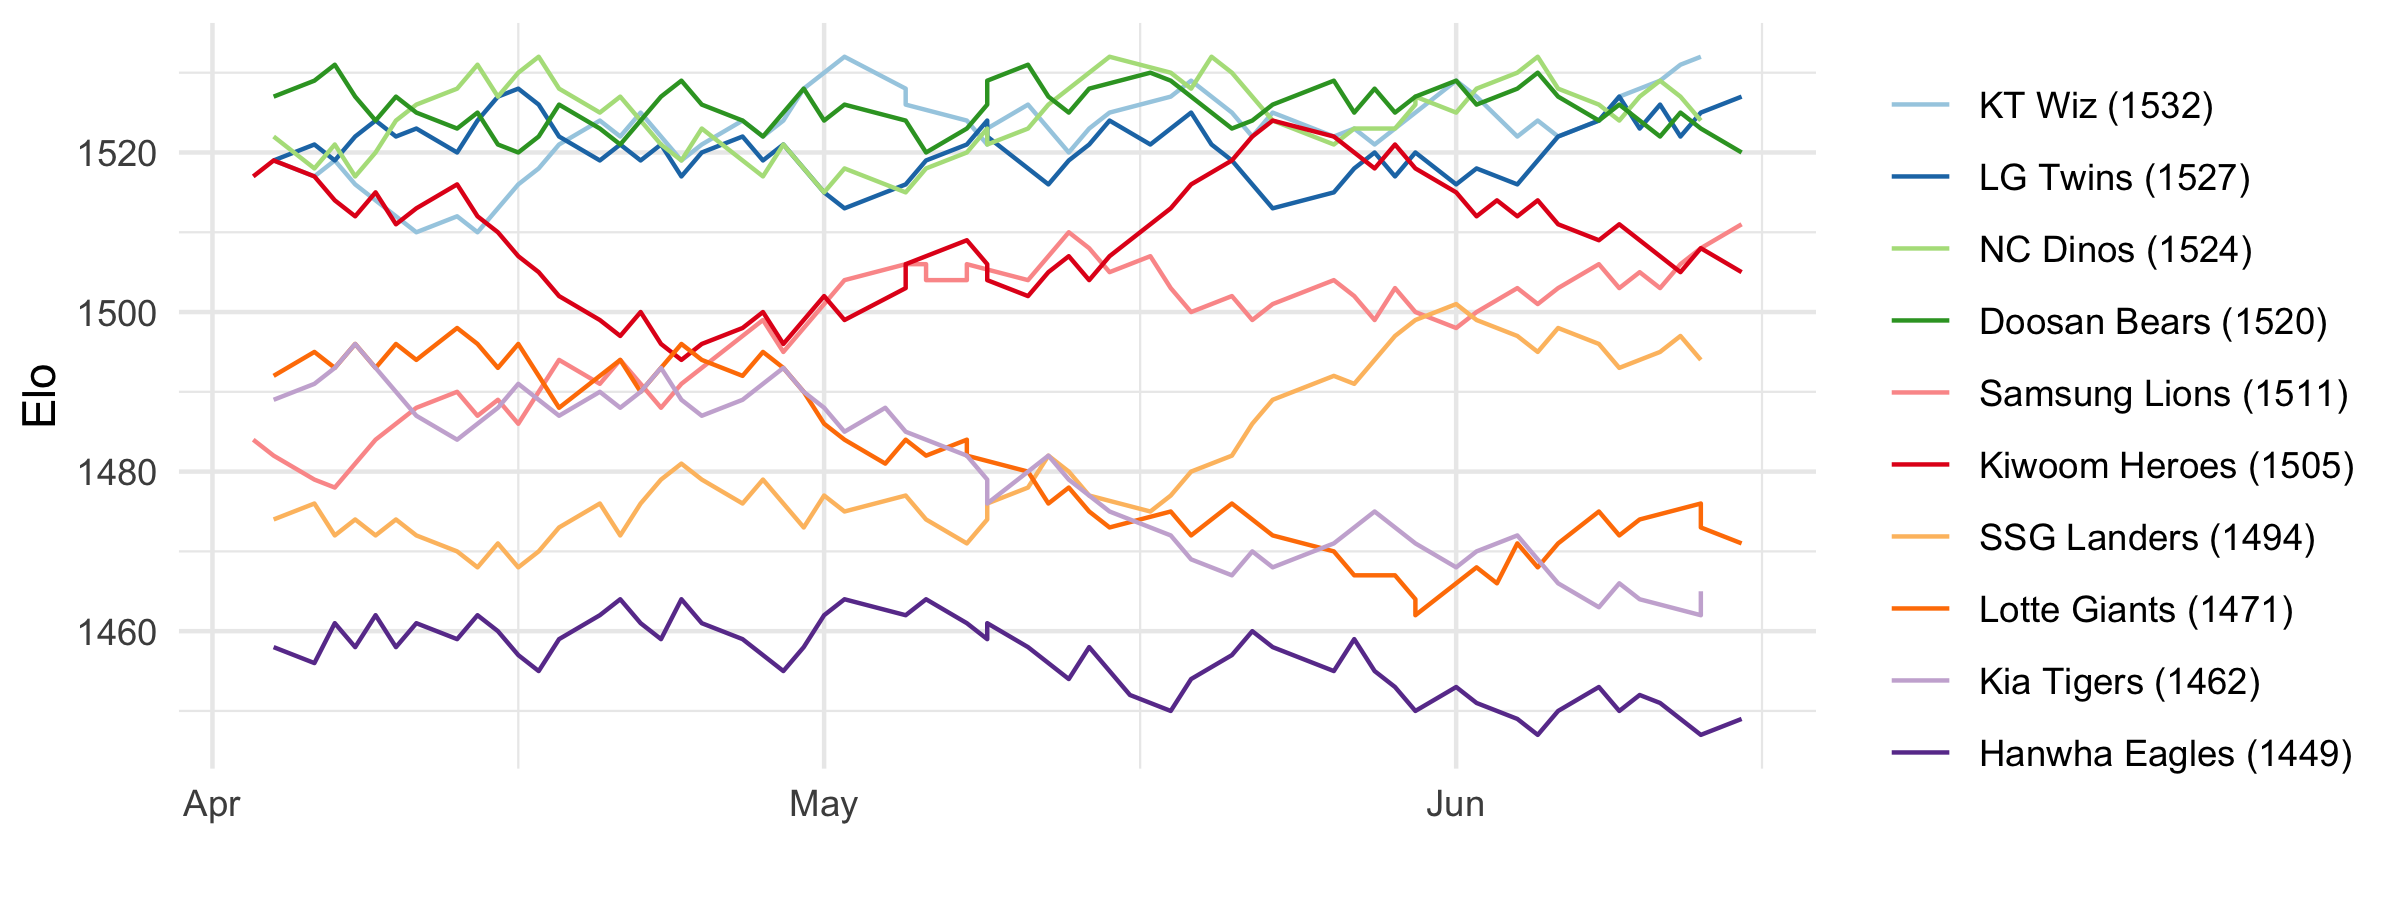 Elo
1520
1500
1480
1460
Apr May Jun
KT Wiz (1532)
LG Twins (1527)
NC Dinos (1524)
Doosan Bears (1520)
Samsung Lions (1511)
Kiwoom Heroes (1505)
SSG Landers (1494)
Lotte Giants (1471)
Kia Tigers (1462)
Hanwha Eagles (1449)